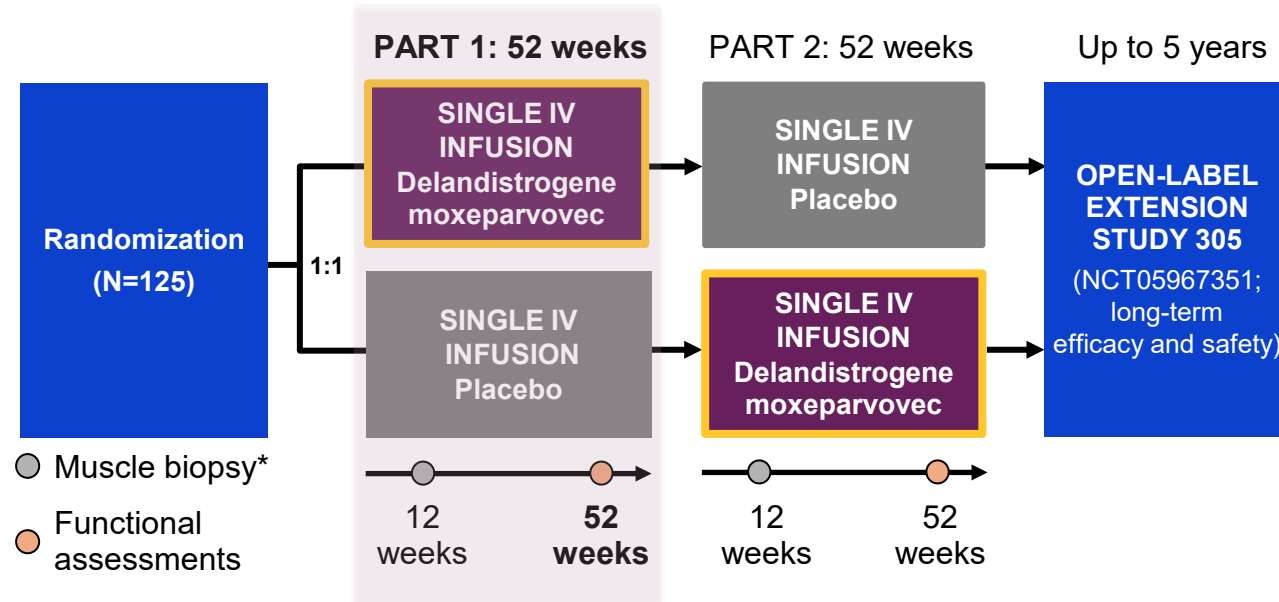 PART 1: 52 weeks
PART 2: 52 weeks
Up to 5 years
Randomization
(N=125)
1:1
SINGLE IV
INFUSION
Delandistrogene
moxeparvovec
SINGLE IV
INFUSION
Placebo
SINGLE IV
INFUSION
Placebo
SINGLE IV
INFUSION
Delandistrogene
moxeparvovec
OPEN-LABEL
EXTENSION
STUDY 305
(NCT05967351;
long-term
efficacy and safety)
Muscle biopsy*
Functional
assessments
12
weeks
52
weeks
12
weeks
52
weeks